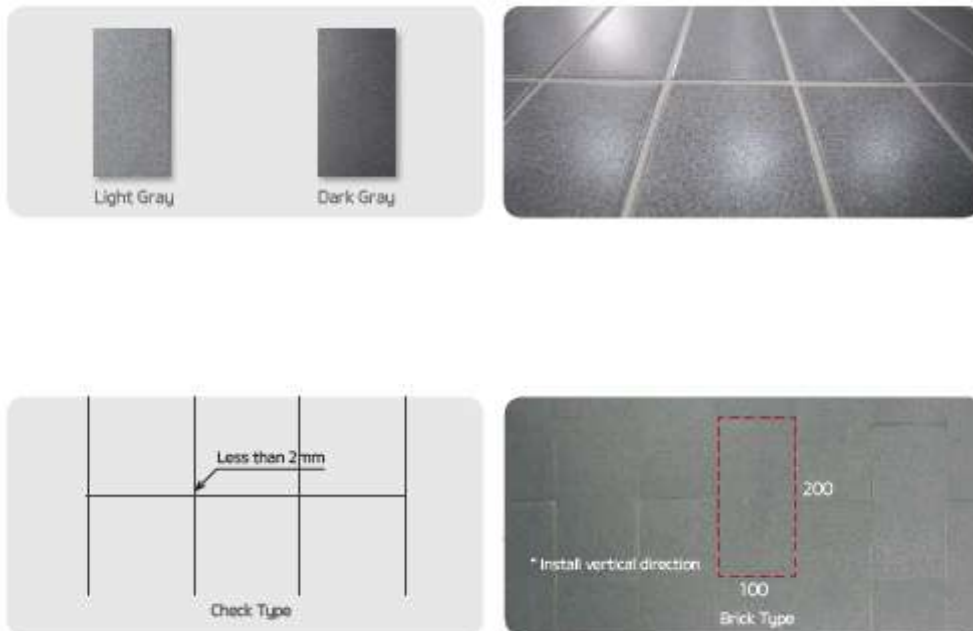 Light Gray
Dark Gray
Less than 2mm
Check Type
200
* Install vertical direction
100
Brick Type